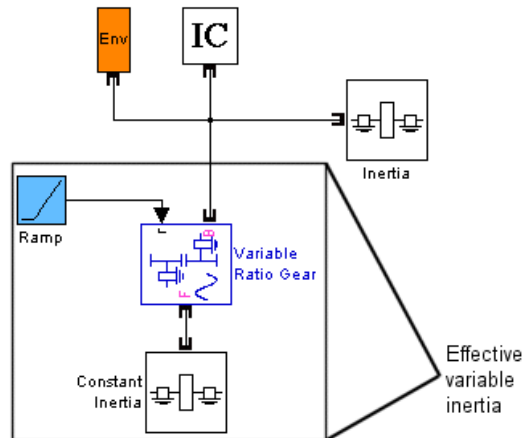 Env
IC
Inertia
Ramp
r
B
Variable
Ratio Gear
F
Constant
Inertia
Effective
variable
inertia